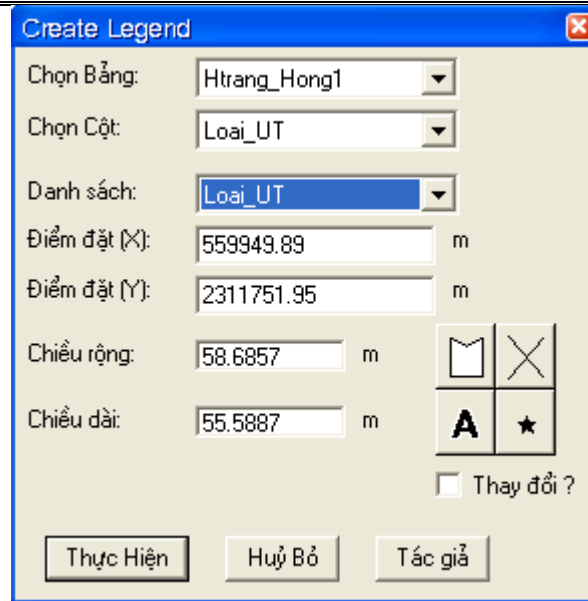 Create Legend
Chọn Bảng: Htrang_Hong1
Chọn Cột: Loai_UT
Danh sách: Loai_UT
Điểm đặt (X): 559949.89 m
Điểm đặt (Y): 2311751.95 m
Chiều rộng: 58.6857 m
Chiều dài: 55.5887 m
A
Thay đổi ?
Thực Hiện Huỷ Bỏ Tác giả